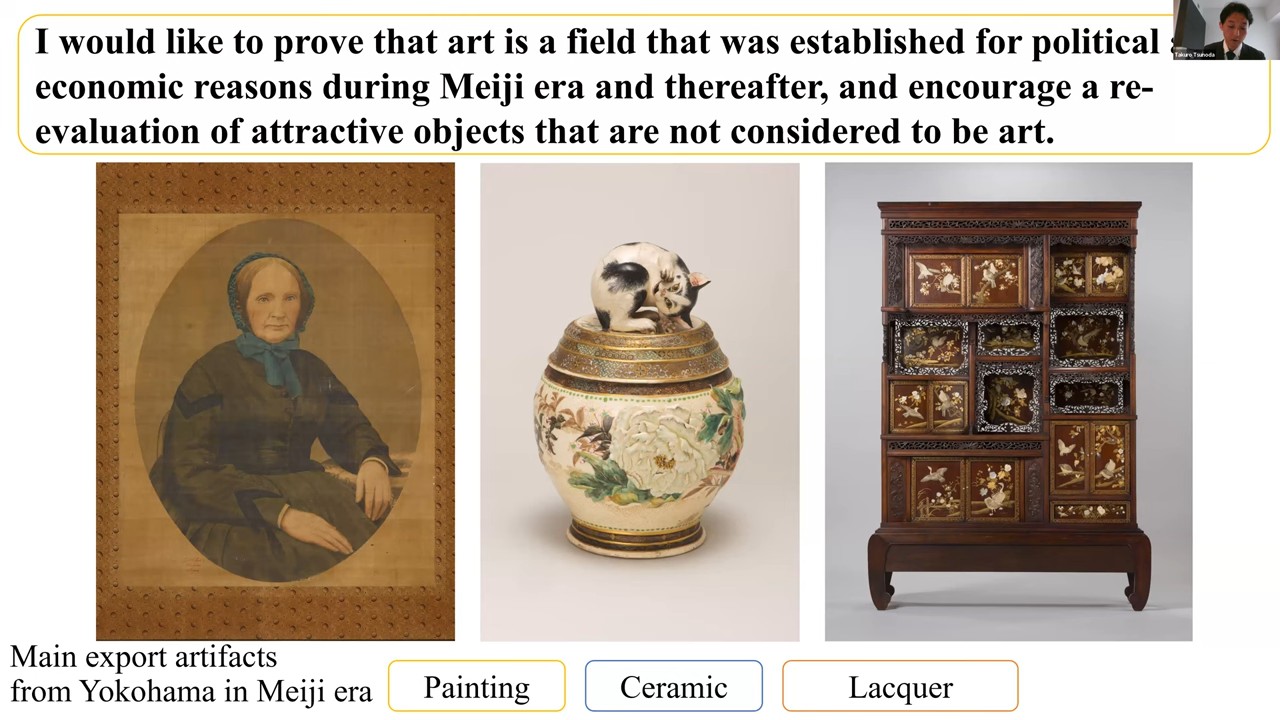 I would like to prove that art is a field that was established for political
economic reasons during Meiji era and thereafter, and encourage a re-
evaluation of attractive objects that are not considered to be art.
Takuro Tsunoda
Main export artifacts
from Yokohama in Meiji era
Painting
Ceramic
Lacquer